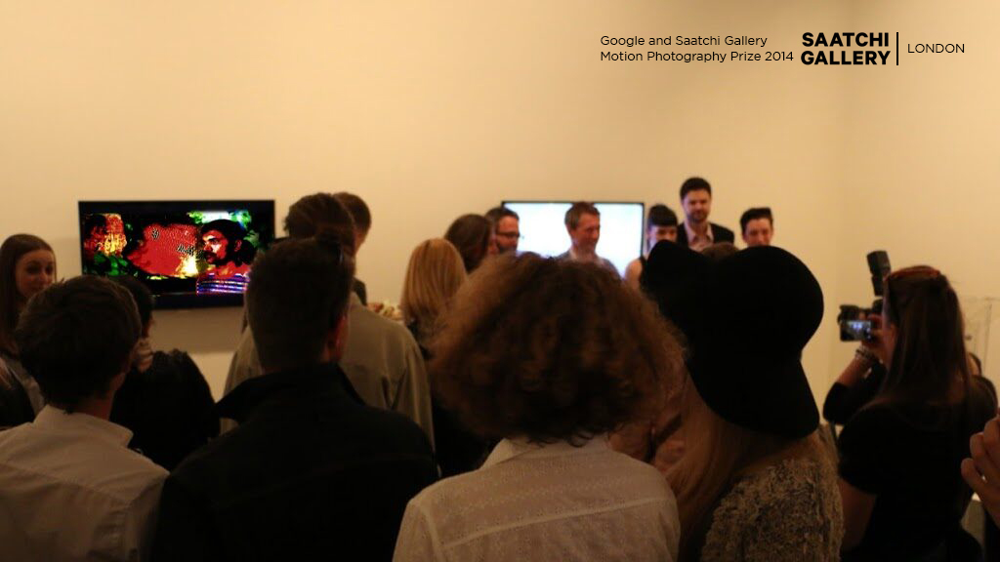 Google and Saatchi Gallery
Motion Photography Prize 2014
SAATCHI
GALLERY
LONDON